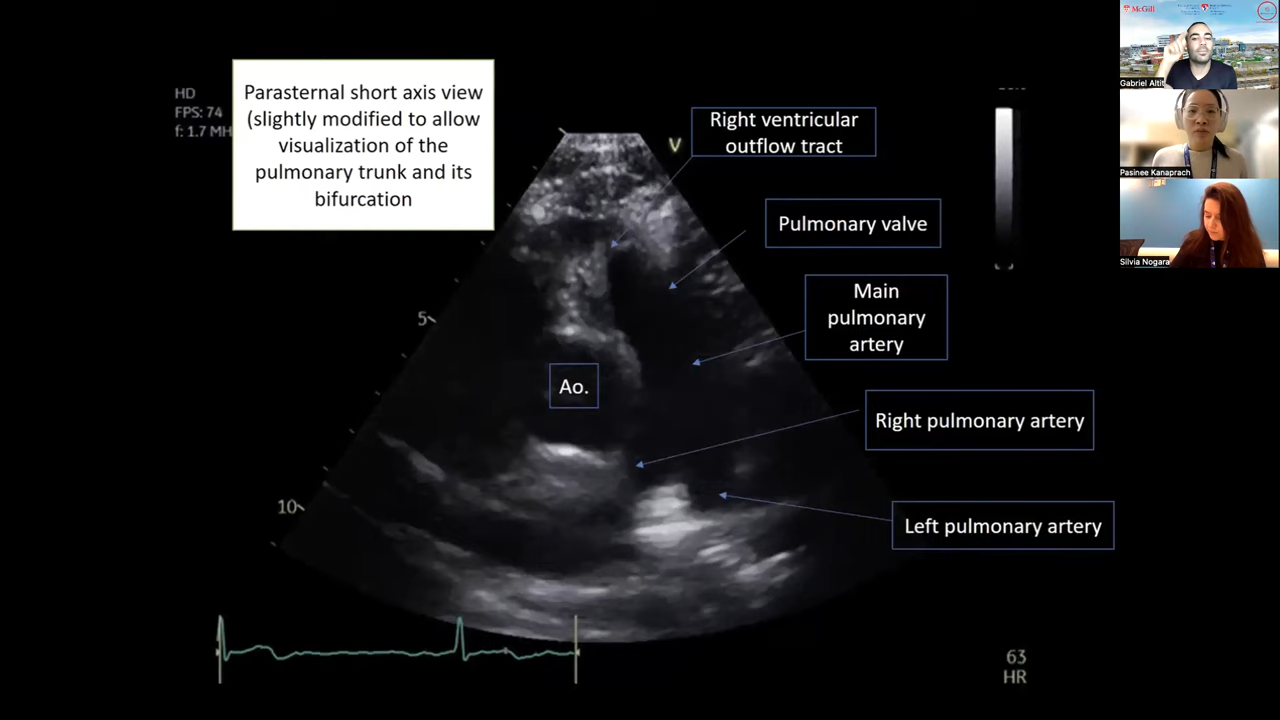 HD
FPS: 74
f: 1.7 MH
Parasternal short axis view
(slightly modified to allow
visualization of the
pulmonary trunk and its
bifurcation
V
Right ventricular
outflow tract
Pulmonary valve
Main
pulmonary
artery
Ao.
Right pulmonary artery
Left pulmonary artery
5
10
63
HR
McGill
Gabriel Altit
Pasinee Kanaprach
Silvia Nogara